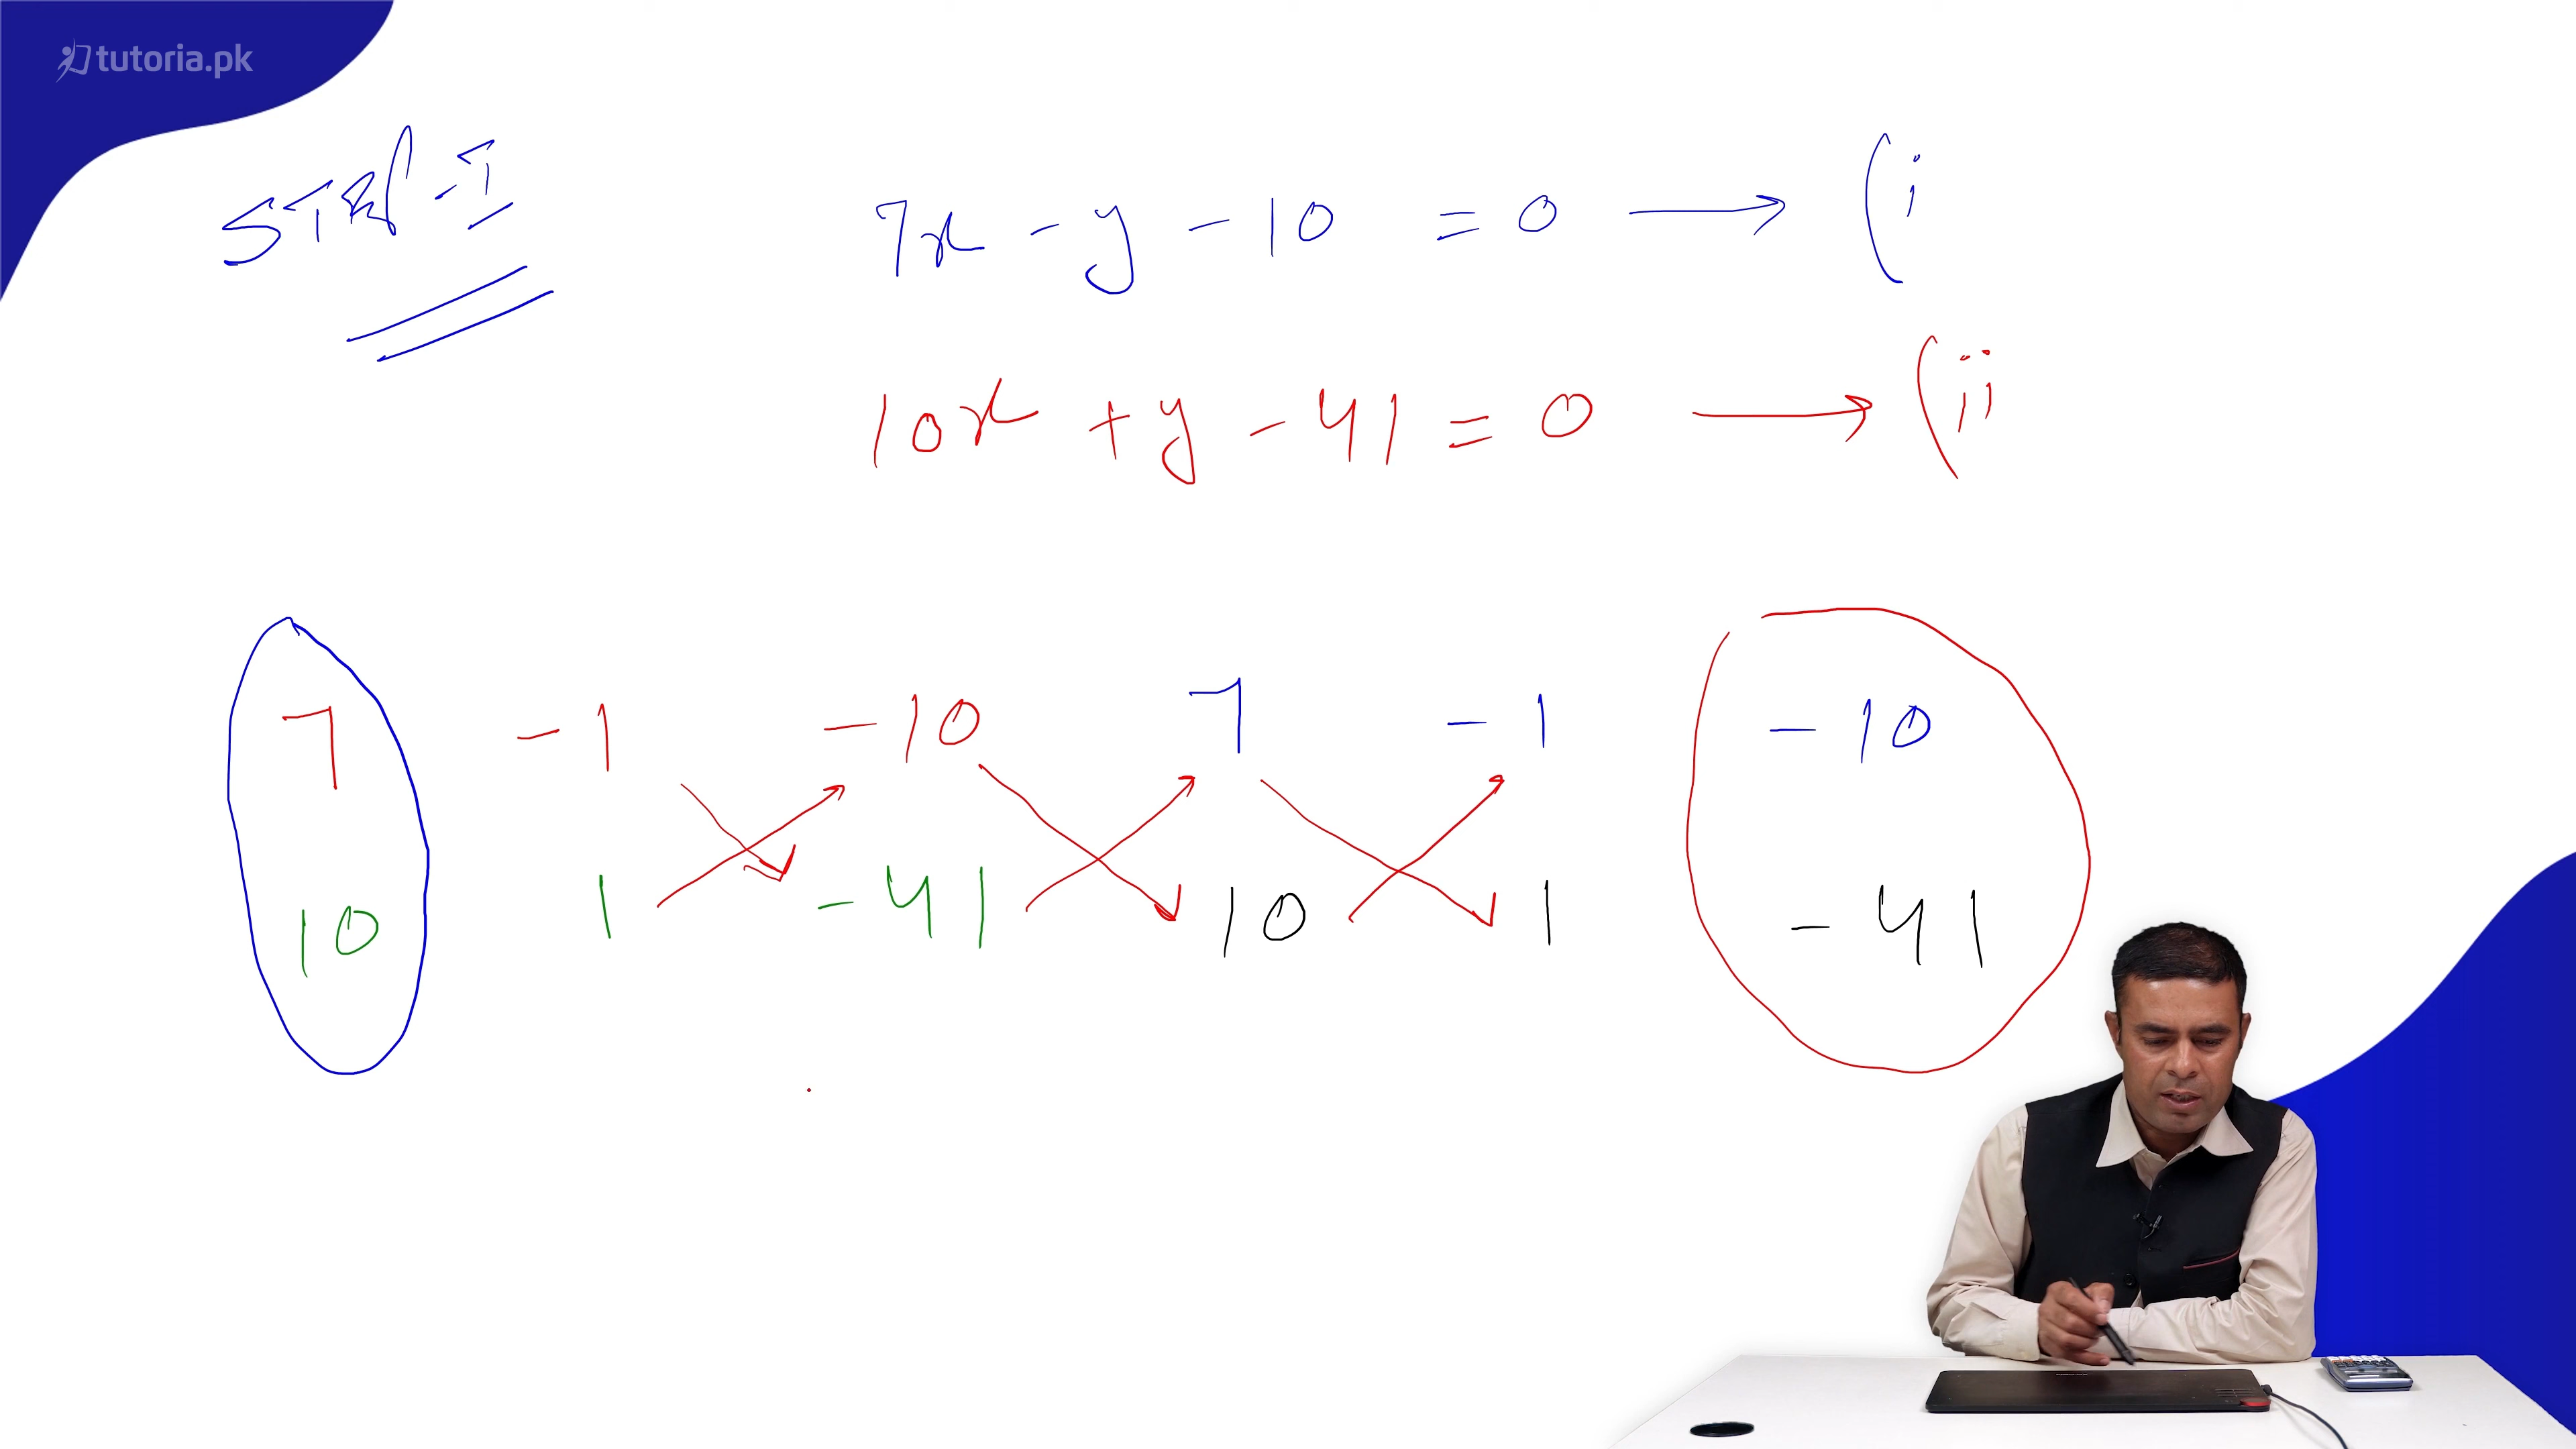 tutoria.pk
STEP-I
7x - y - 10 = 0 → (i
10x + y - 41 = 0 → (ii
7 -1 -10 7 -1 -10
10 1 -41 10 1 -41